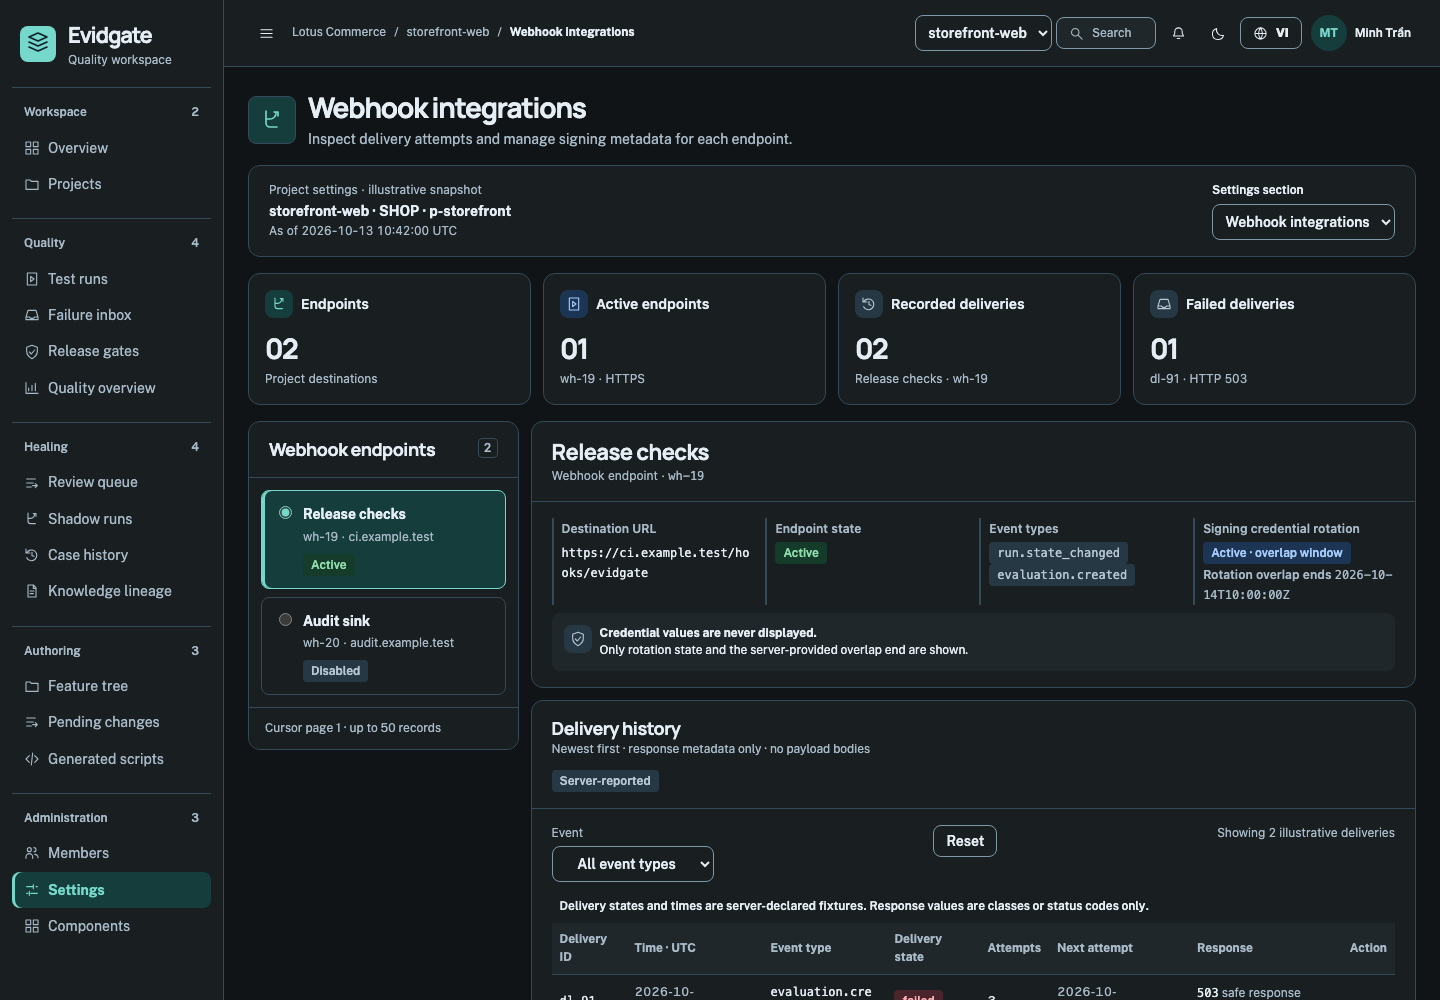 Evidgate
Quality workspace
Workspace 2
Overview
Projects
Quality 4
Test runs
Failure inbox
Release gates
Quality overview
Healing 4
Review queue
Shadow runs
Case history
Knowledge lineage
Authoring 3
Feature tree
Pending changes
Generated scripts
Administration 3
Members
Settings
Components
Lotus Commerce / storefront-web / Webhook integrations
storefront-web
Search
VI
MT
Minh Trần
Webhook integrations
Inspect delivery attempts and manage signing metadata for each endpoint.
Project settings · illustrative snapshot
storefront-web · SHOP · p-storefront
As of 2026-10-13 10:42:00 UTC
Settings section
Webhook integrations
Endpoints
02
Project destinations
Active endpoints
01
wh-19 · HTTPS
Recorded deliveries
02
Release checks · wh-19
Failed deliveries
01
dl-91 · HTTP 503
Webhook endpoints 2
Release checks
wh-19 · ci.example.test
Active
Audit sink
wh-20 · audit.example.test
Disabled
Cursor page 1 · up to 50 records
Release checks
Webhook endpoint · wh-19
Destination URL
https://ci.example.test/ho
oks/evidgate
Endpoint state
Active
Event types
run.state_changed
evaluation.created
Signing credential rotation
Active · overlap window
Rotation overlap ends 2026-10-
14T10:00:00Z
Credential values are never displayed.
Only rotation state and the server-provided overlap end are shown.
Delivery history
Newest first · response metadata only · no payload bodies
Server-reported
Event
All event types
Reset
Showing 2 illustrative deliveries
Delivery states and times are server-declared fixtures. Response values are classes or status codes only.
Delivery ID
Time · UTC
Event type
Delivery state
Attempts
Next attempt
Response
Action
dl-91
2026-10-
evaluation.cre
failed
3
2026-10-
503 safe response